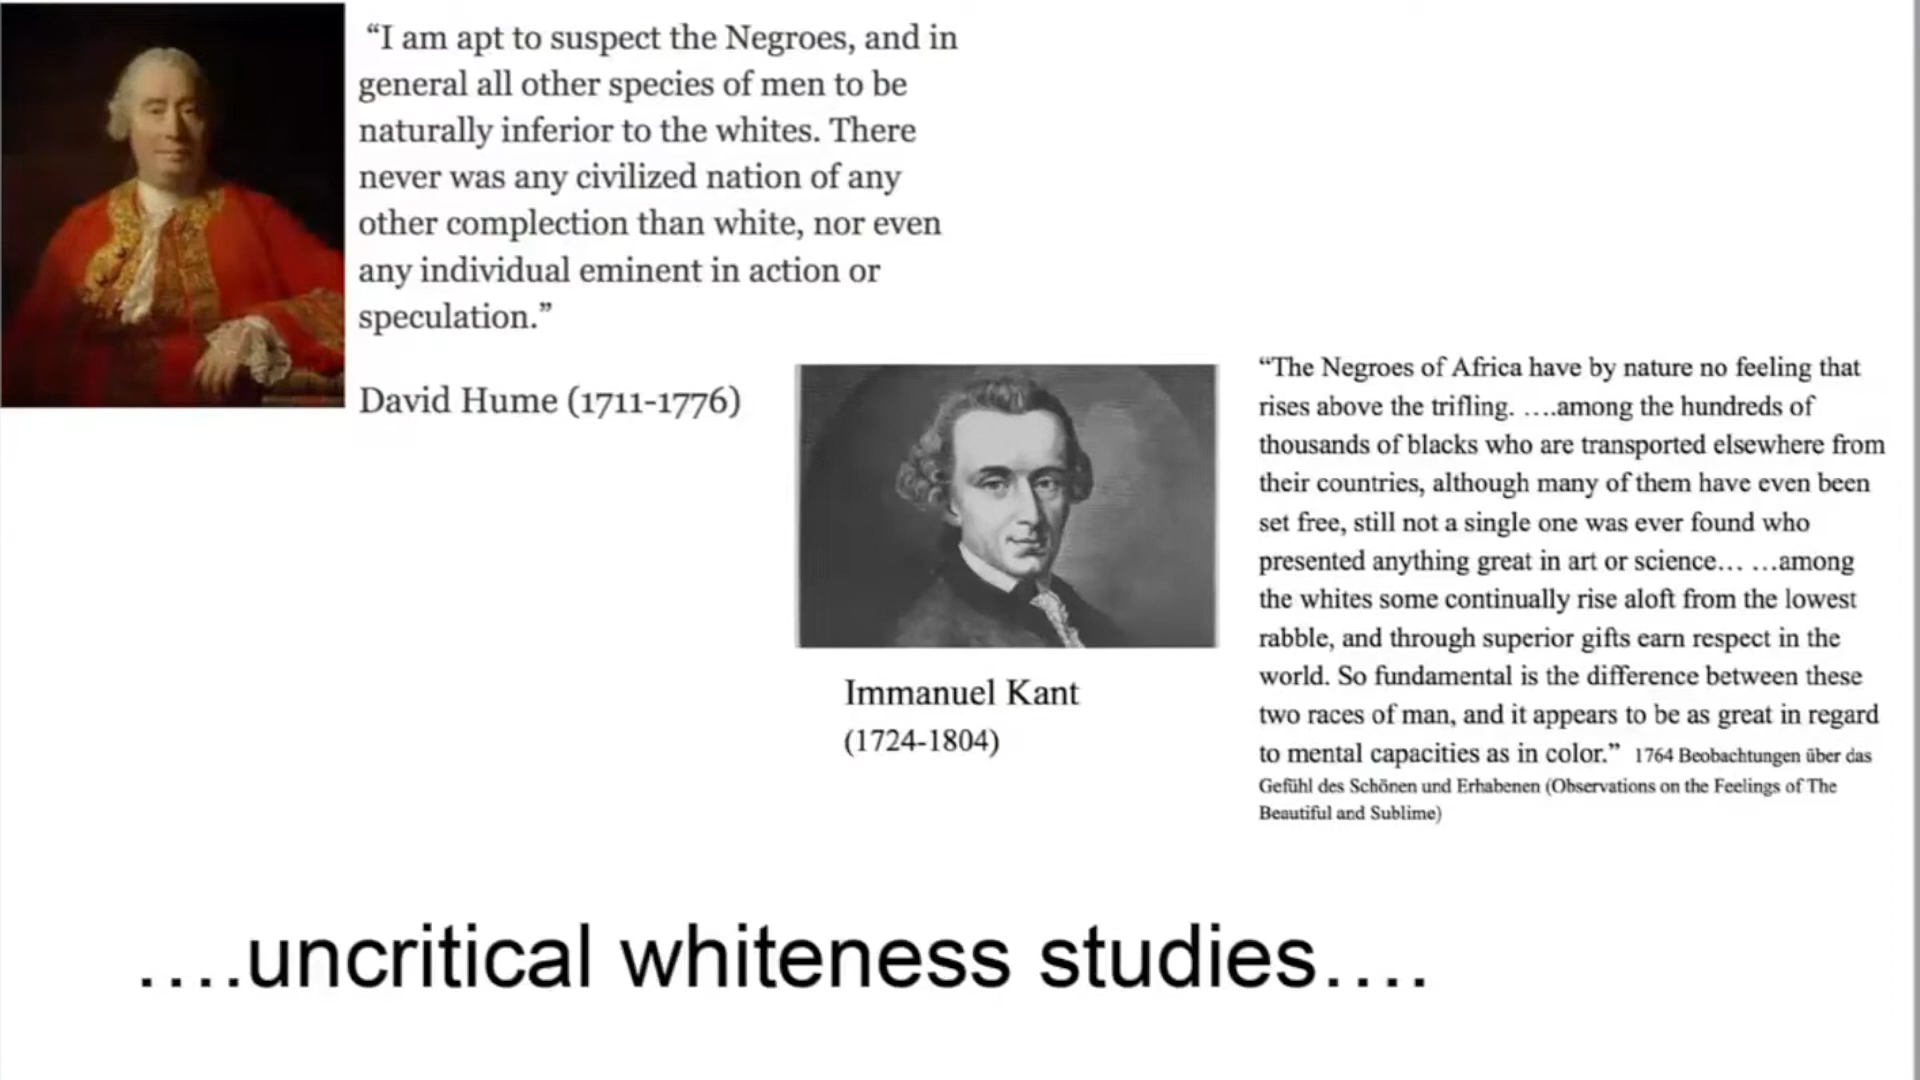 “I am apt to suspect the Negroes, and in
general all other species of men to be
naturally inferior to the whites. There
never was any civilized nation of any
other complection than white, nor even
any individual eminent in action or
speculation.”
David Hume (1711-1776)
Immanuel Kant
(1724-1804)
“The Negroes of Africa have by nature no feeling that
rises above the trifling. ….among the hundreds of
thousands of blacks who are transported elsewhere from
their countries, although many of them have even been
set free, still not a single one was ever found who
presented anything great in art or science… …among
the whites some continually rise aloft from the lowest
rabble, and through superior gifts earn respect in the
world. So fundamental is the difference between these
two races of man, and it appears to be as great in regard
to mental capacities as in color.” 1764 Beobachtungen über das
Gefühl des Schönen und Erhabenen (Observations on the Feelings of The
Beautiful and Sublime)
….uncritical whiteness studies….